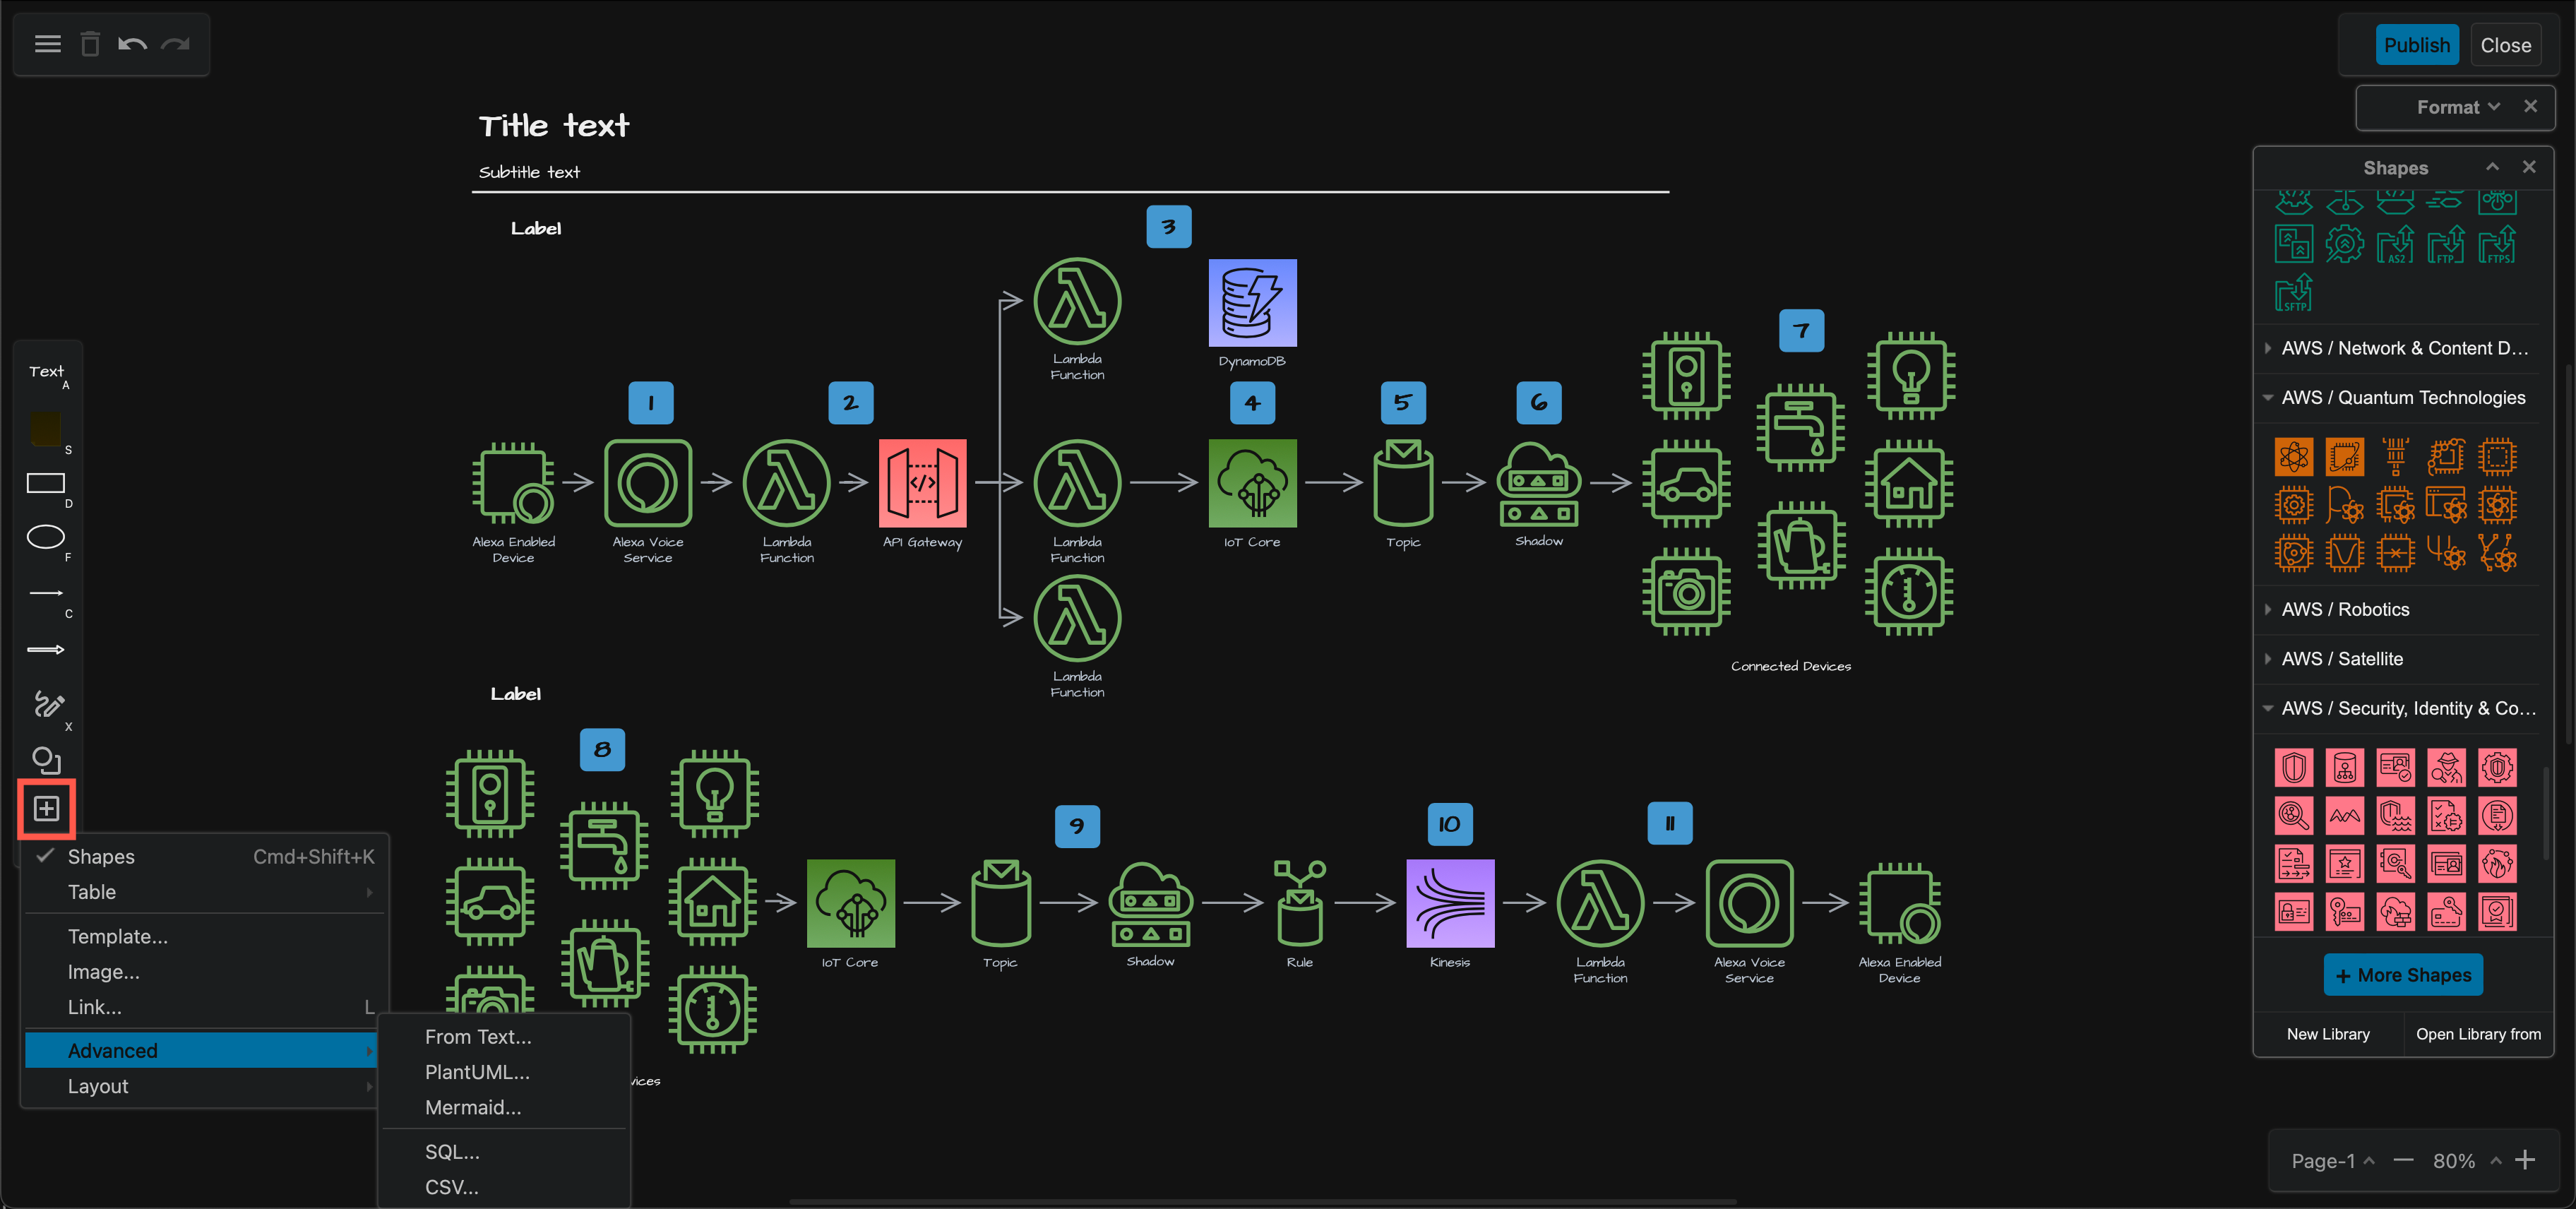 Publish
Close
Format
Shapes
Title text
Subtitle text
Label
3
AS2
FTP
FTPS
SFTP
Lambda
Function
DynamoDB
7
AWS / Network & Content D...
Text
A
S
D
F
C
X
1
2
4
5
6
AWS / Quantum Technologies
Alexa Enabled
Device
Alexa Voice
Service
Lambda
Function
API Gateway
Lambda
Function
IoT Core
Topic
Shadow
AWS / Robotics
AWS / Satellite
Lambda
Function
Connected Devices
Label
AWS / Security, Identity & Co...
8
9
10
11
Shapes Cmd+Shift+K
Table
Template...
Image...
Link... L
Advanced
Layout
From Text...
PlantUML...
Mermaid...
SQL...
CSV...
vices
IoT Core
Topic
Shadow
Rule
Kinesis
Lambda
Function
Alexa Voice
Service
Alexa Enabled
Device
+ More Shapes
New Library
Open Library from
Page-1
80%